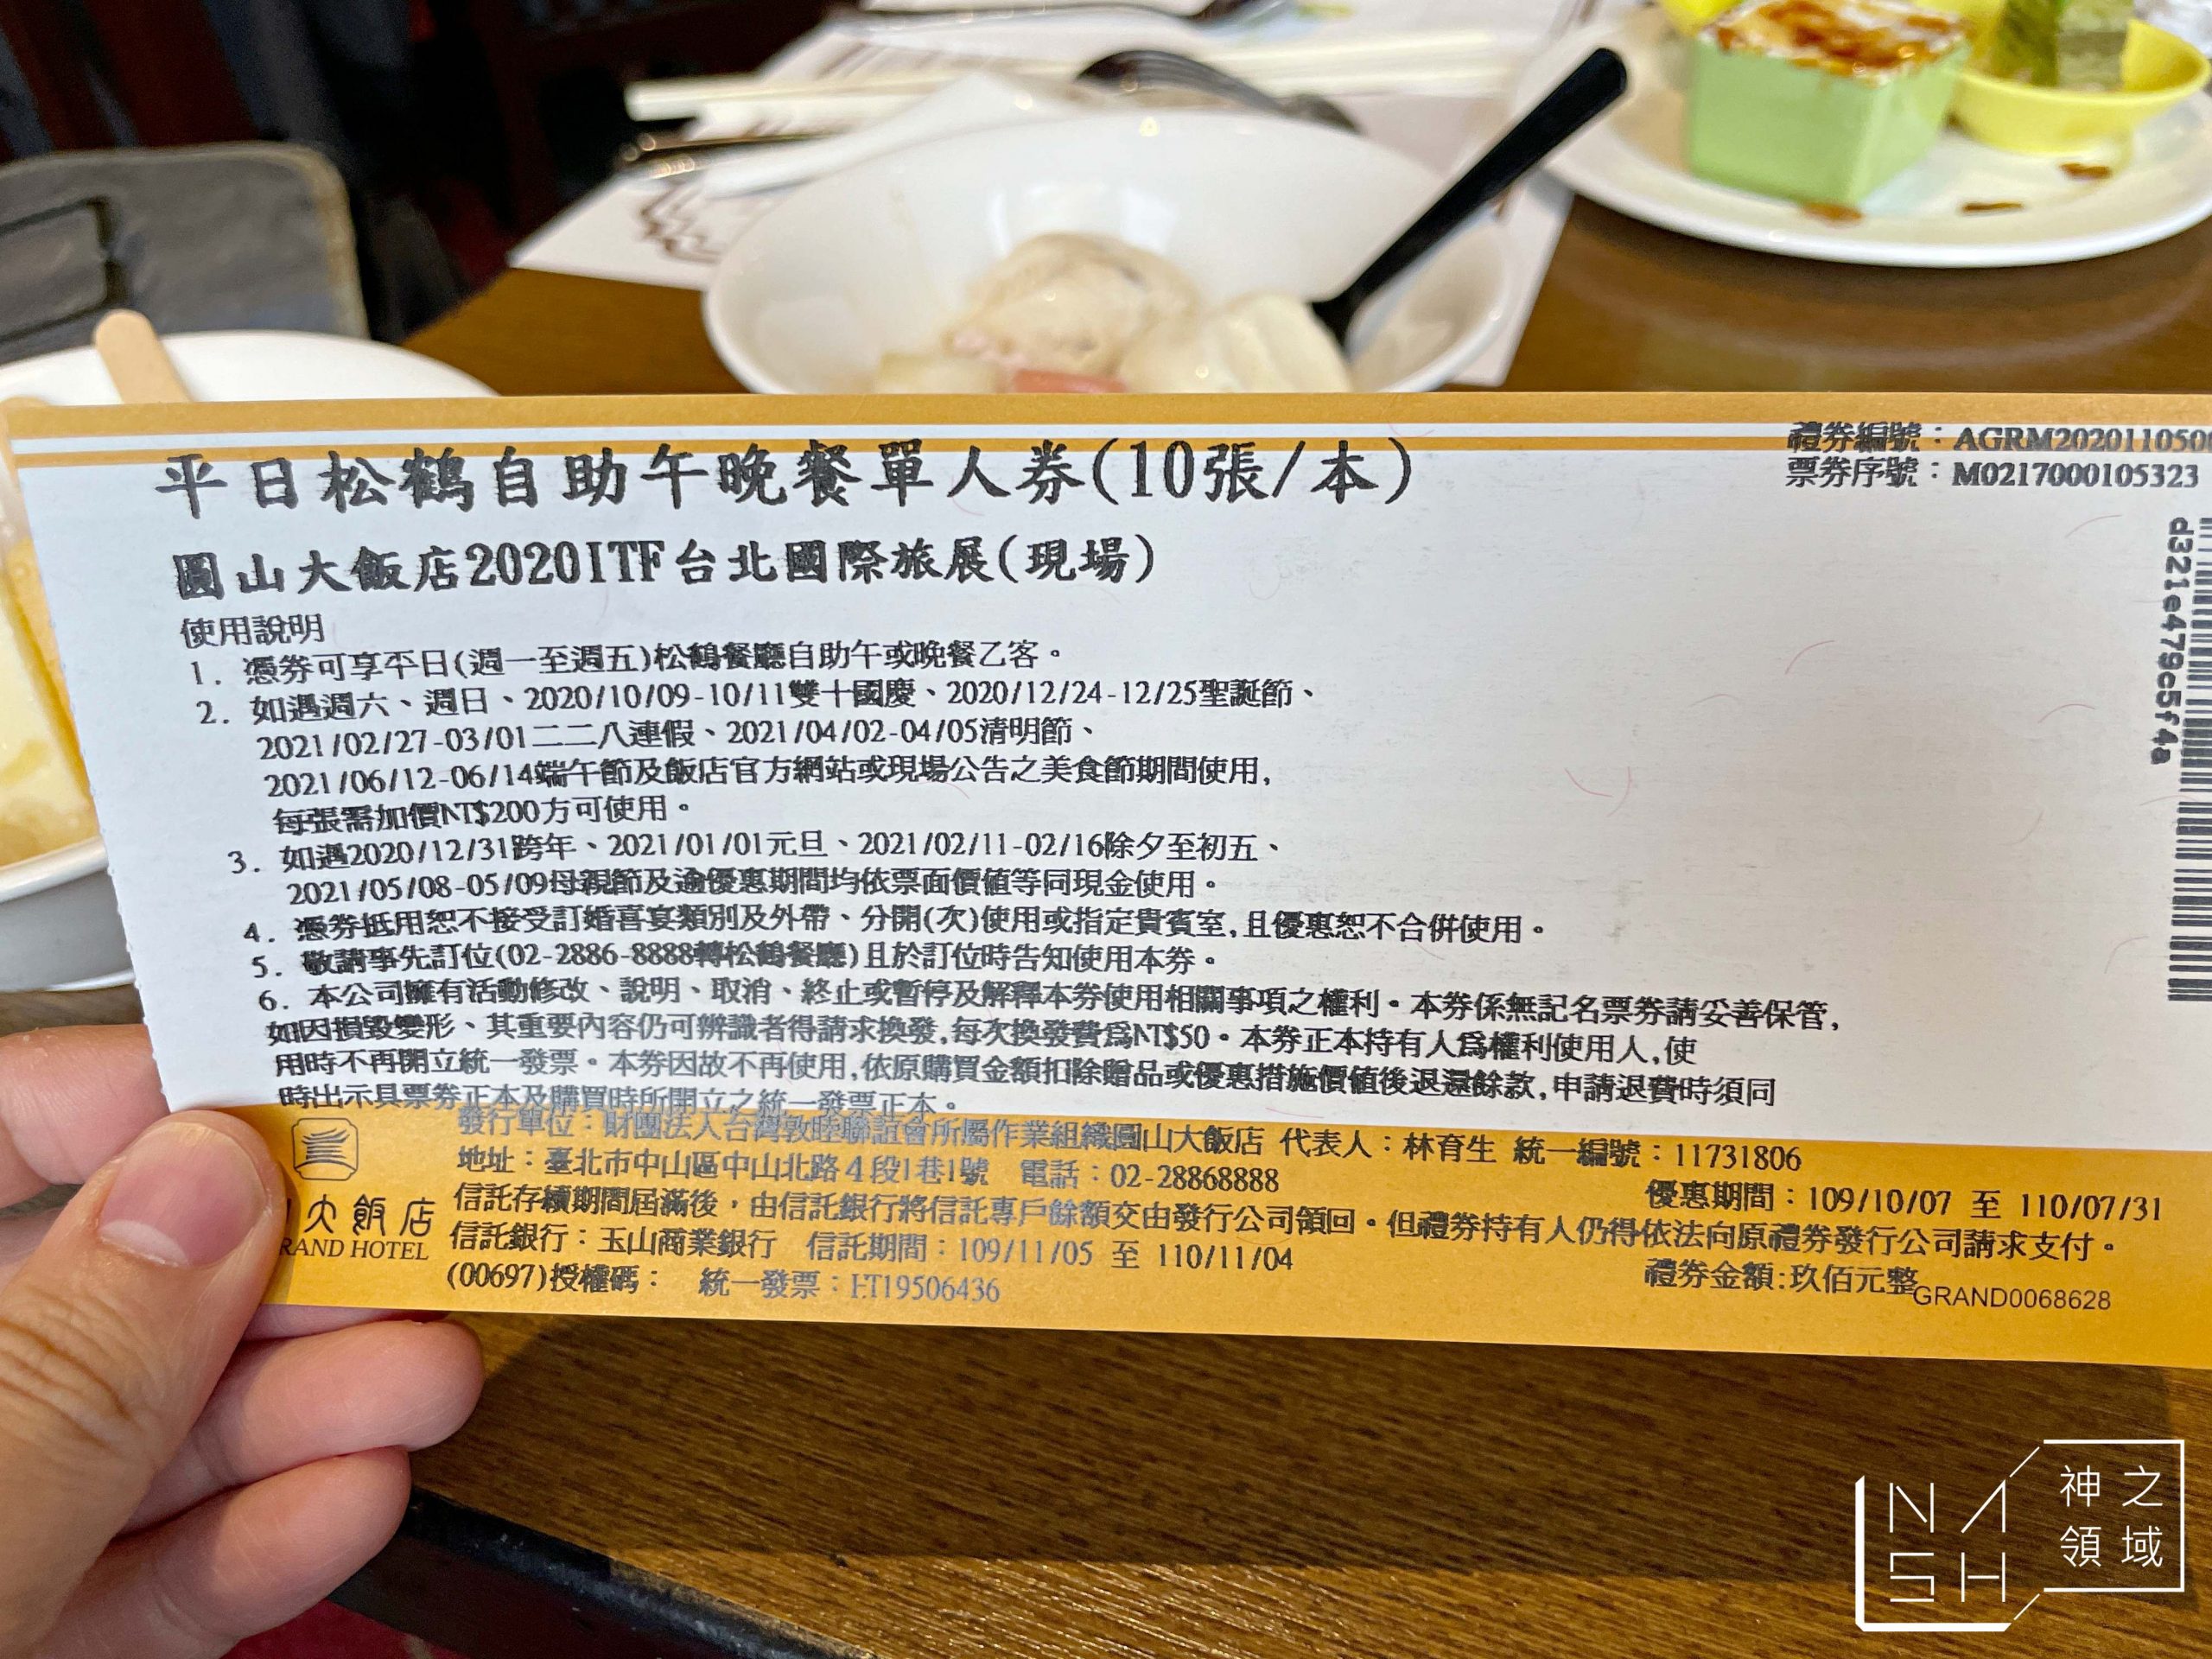 平日松鶴自助午晚餐單人券(10張/本)
禮券編號：AGRM2020110500
票券序號：M0217000105323
圓山大飯店2020ITF台北國際旅展(現場)
d321e479c5f4a
使用說明
1. 憑券可享平日(週一至週五)松鶴餐廳自助午或晚餐乙客。
2. 如遇週六、週日、2020/10/09-10/11雙十國慶、2020/12/24-12/25聖誕節、
2021/02/27-03/01二二八連假、2021/04/02-04/05清明節、
2021/06/12-06/14端午節及飯店官方網站或現場公告之美食節期間使用,
每張需加價NT$200方可使用。
3. 如遇2020/12/31跨年、2021/01/01元旦、2021/02/11-02/16除夕至初五、
2021/05/08-05/09母親節及逾優惠期間均依票面價值等同現金使用。
4. 憑券抵用恕不接受訂婚喜宴類別及外帶、分開(次)使用或指定貴賓室,且優惠恕不合併使用。
5. 敬請事先訂位(02-2886-8888轉松鶴餐廳)且於訂位時告知使用本券。
6. 本公司擁有活動修改、說明、取消、終止或暫停及解釋本券使用相關事項之權利。本券係無記名票券請妥善保管,
如因損毀變形、其重要內容仍可辨識者得請求換發,每次換發費為NT$50。本券正本持有人為權利使用人,使
用時不再開立統一發票。本券因故不再使用,依原購買金額扣除贈品或優惠措施價值後退還餘款,申請退費時須同
時出示具票券正本及購買時所開立之統一發票正本。
發行單位：財團法人台灣敦睦聯誼會所屬作業組織圓山大飯店 代表人：林育生 統一編號：11731806
地址：臺北市中山區中山北路4段1巷1號 電話：02-28868888
優惠期間：109/10/07 至 110/07/31
信託存續期間屆滿後，由信託銀行將信託專戶餘額交由發行公司領回。但禮券持有人仍得依法向原禮券發行公司請求支付。
信託銀行：玉山商業銀行 信託期間：109/11/05 至 110/11/04
禮券金額:玖佰元整
(00697)授權碼： 統一發票：FT19506436
GRAND0068628
大飯店
RAND HOTEL
NASH
神之
領域